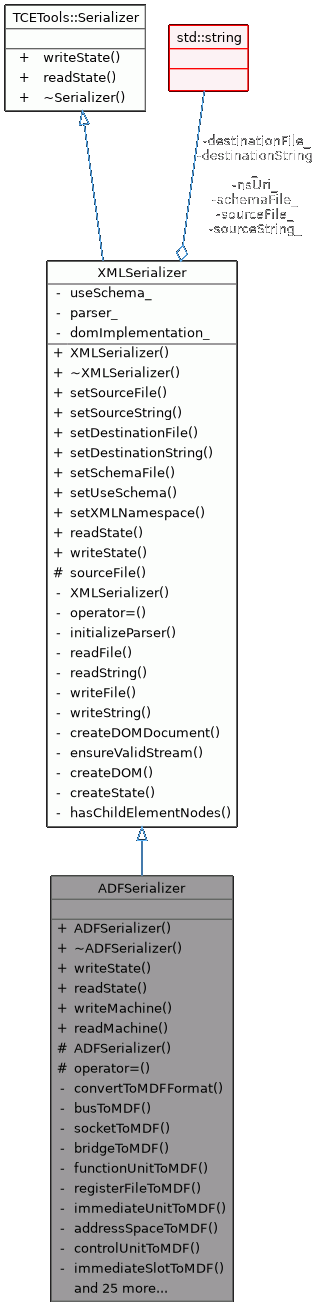 TCETools::Serializer
+ writeState()
+ readState()
+ ~Serializer()
std::string
-destinationFile_
-destinationString
_
-nsUri_
-schemaFile_
-sourceFile_
-sourceString_
XMLSerializer
- useSchema_
- parser_
- domImplementation_
+ XMLSerializer()
+ ~XMLSerializer()
+ setSourceFile()
+ setSourceString()
+ setDestinationFile()
+ setDestinationString()
+ setSchemaFile()
+ setUseSchema()
+ setXMLNamespace()
+ readState()
+ writeState()
# sourceFile()
- XMLSerializer()
- operator=()
- initializeParser()
- readFile()
- readString()
- writeFile()
- writeString()
- createDOMDocument()
- ensureValidStream()
- createDOM()
- createState()
- hasChildElementNodes()
ADFSerializer
+ ADFSerializer()
+ ~ADFSerializer()
+ writeState()
+ readState()
+ writeMachine()
+ readMachine()
# ADFSerializer()
# operator=()
- convertToMDFFormat()
- busToMDF()
- socketToMDF()
- bridgeToMDF()
- functionUnitToMDF()
- registerFileToMDF()
- immediateUnitToMDF()
- addressSpaceToMDF()
- controlUnitToMDF()
- immediateSlotToMDF()
and 25 more...